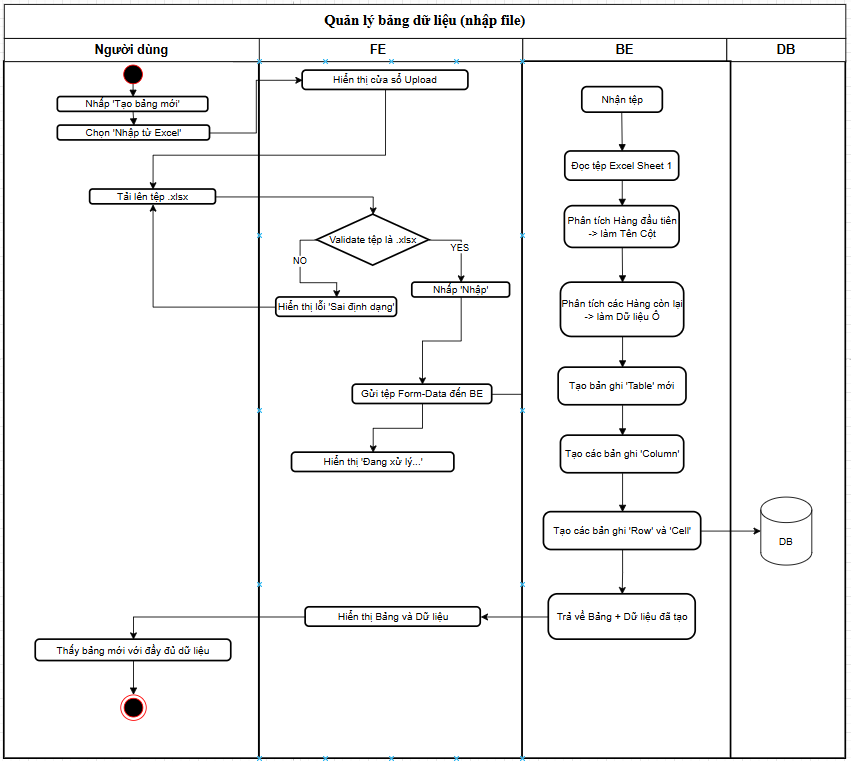 Quản lý bảng dữ liệu (nhập file)
Người dùng
FE
BE
DB
Nhấp 'Tạo bảng mới'
Chọn 'Nhập từ Excel'
Hiển thị cửa sổ Upload
Tải lên tệp .xlsx
Validate tệp là .xlsx
NO
YES
Hiển thị lỗi 'Sai định dạng'
Nhấp 'Nhập'
Gửi tệp Form-Data đến BE
Hiển thị 'Đang xử lý...'
Nhận tệp
Đọc tệp Excel Sheet 1
Phân tích Hàng đầu tiên
-> làm Tên Cột
Phân tích các Hàng còn lại
-> làm Dữ liệu Ô
Tạo bản ghi 'Table' mới
Tạo các bản ghi 'Column'
Tạo các bản ghi 'Row' và 'Cell'
DB
Trả về Bảng + Dữ liệu đã tạo
Hiển thị Bảng và Dữ liệu
Thấy bảng mới với đầy đủ dữ liệu